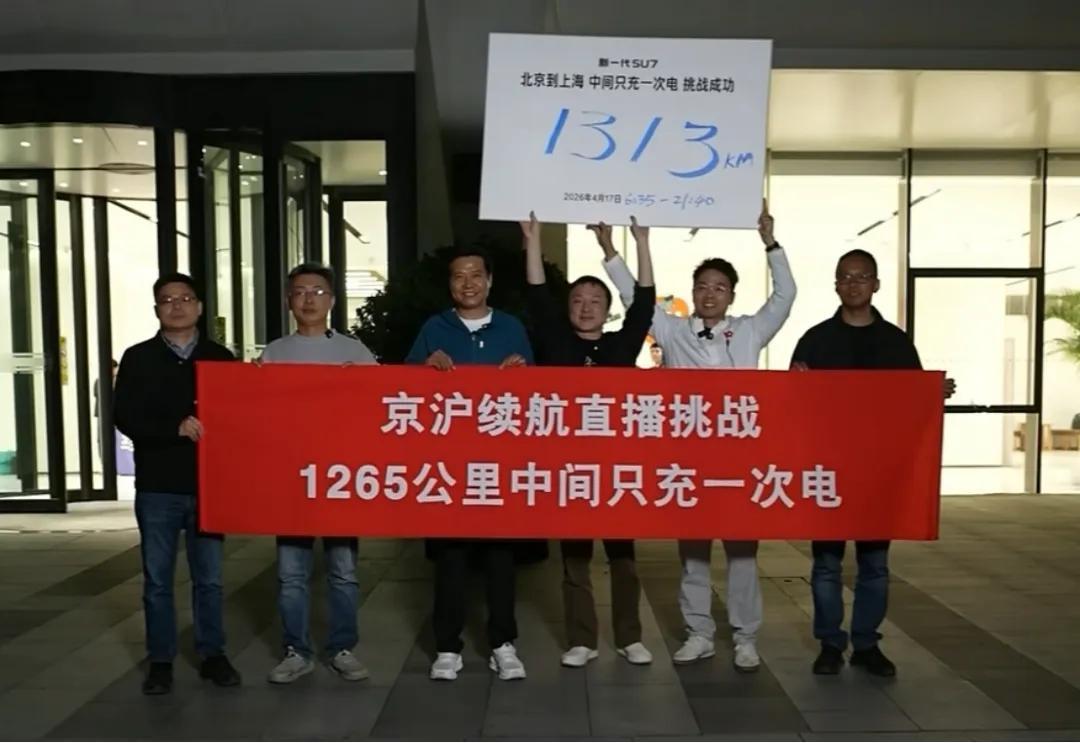 新一代SU7
北京到上海 中间只充一次电 挑战成功
1313KM
2026年4月17日 6:35-21:40
京沪续航直播挑战
1265公里中间只充一次电